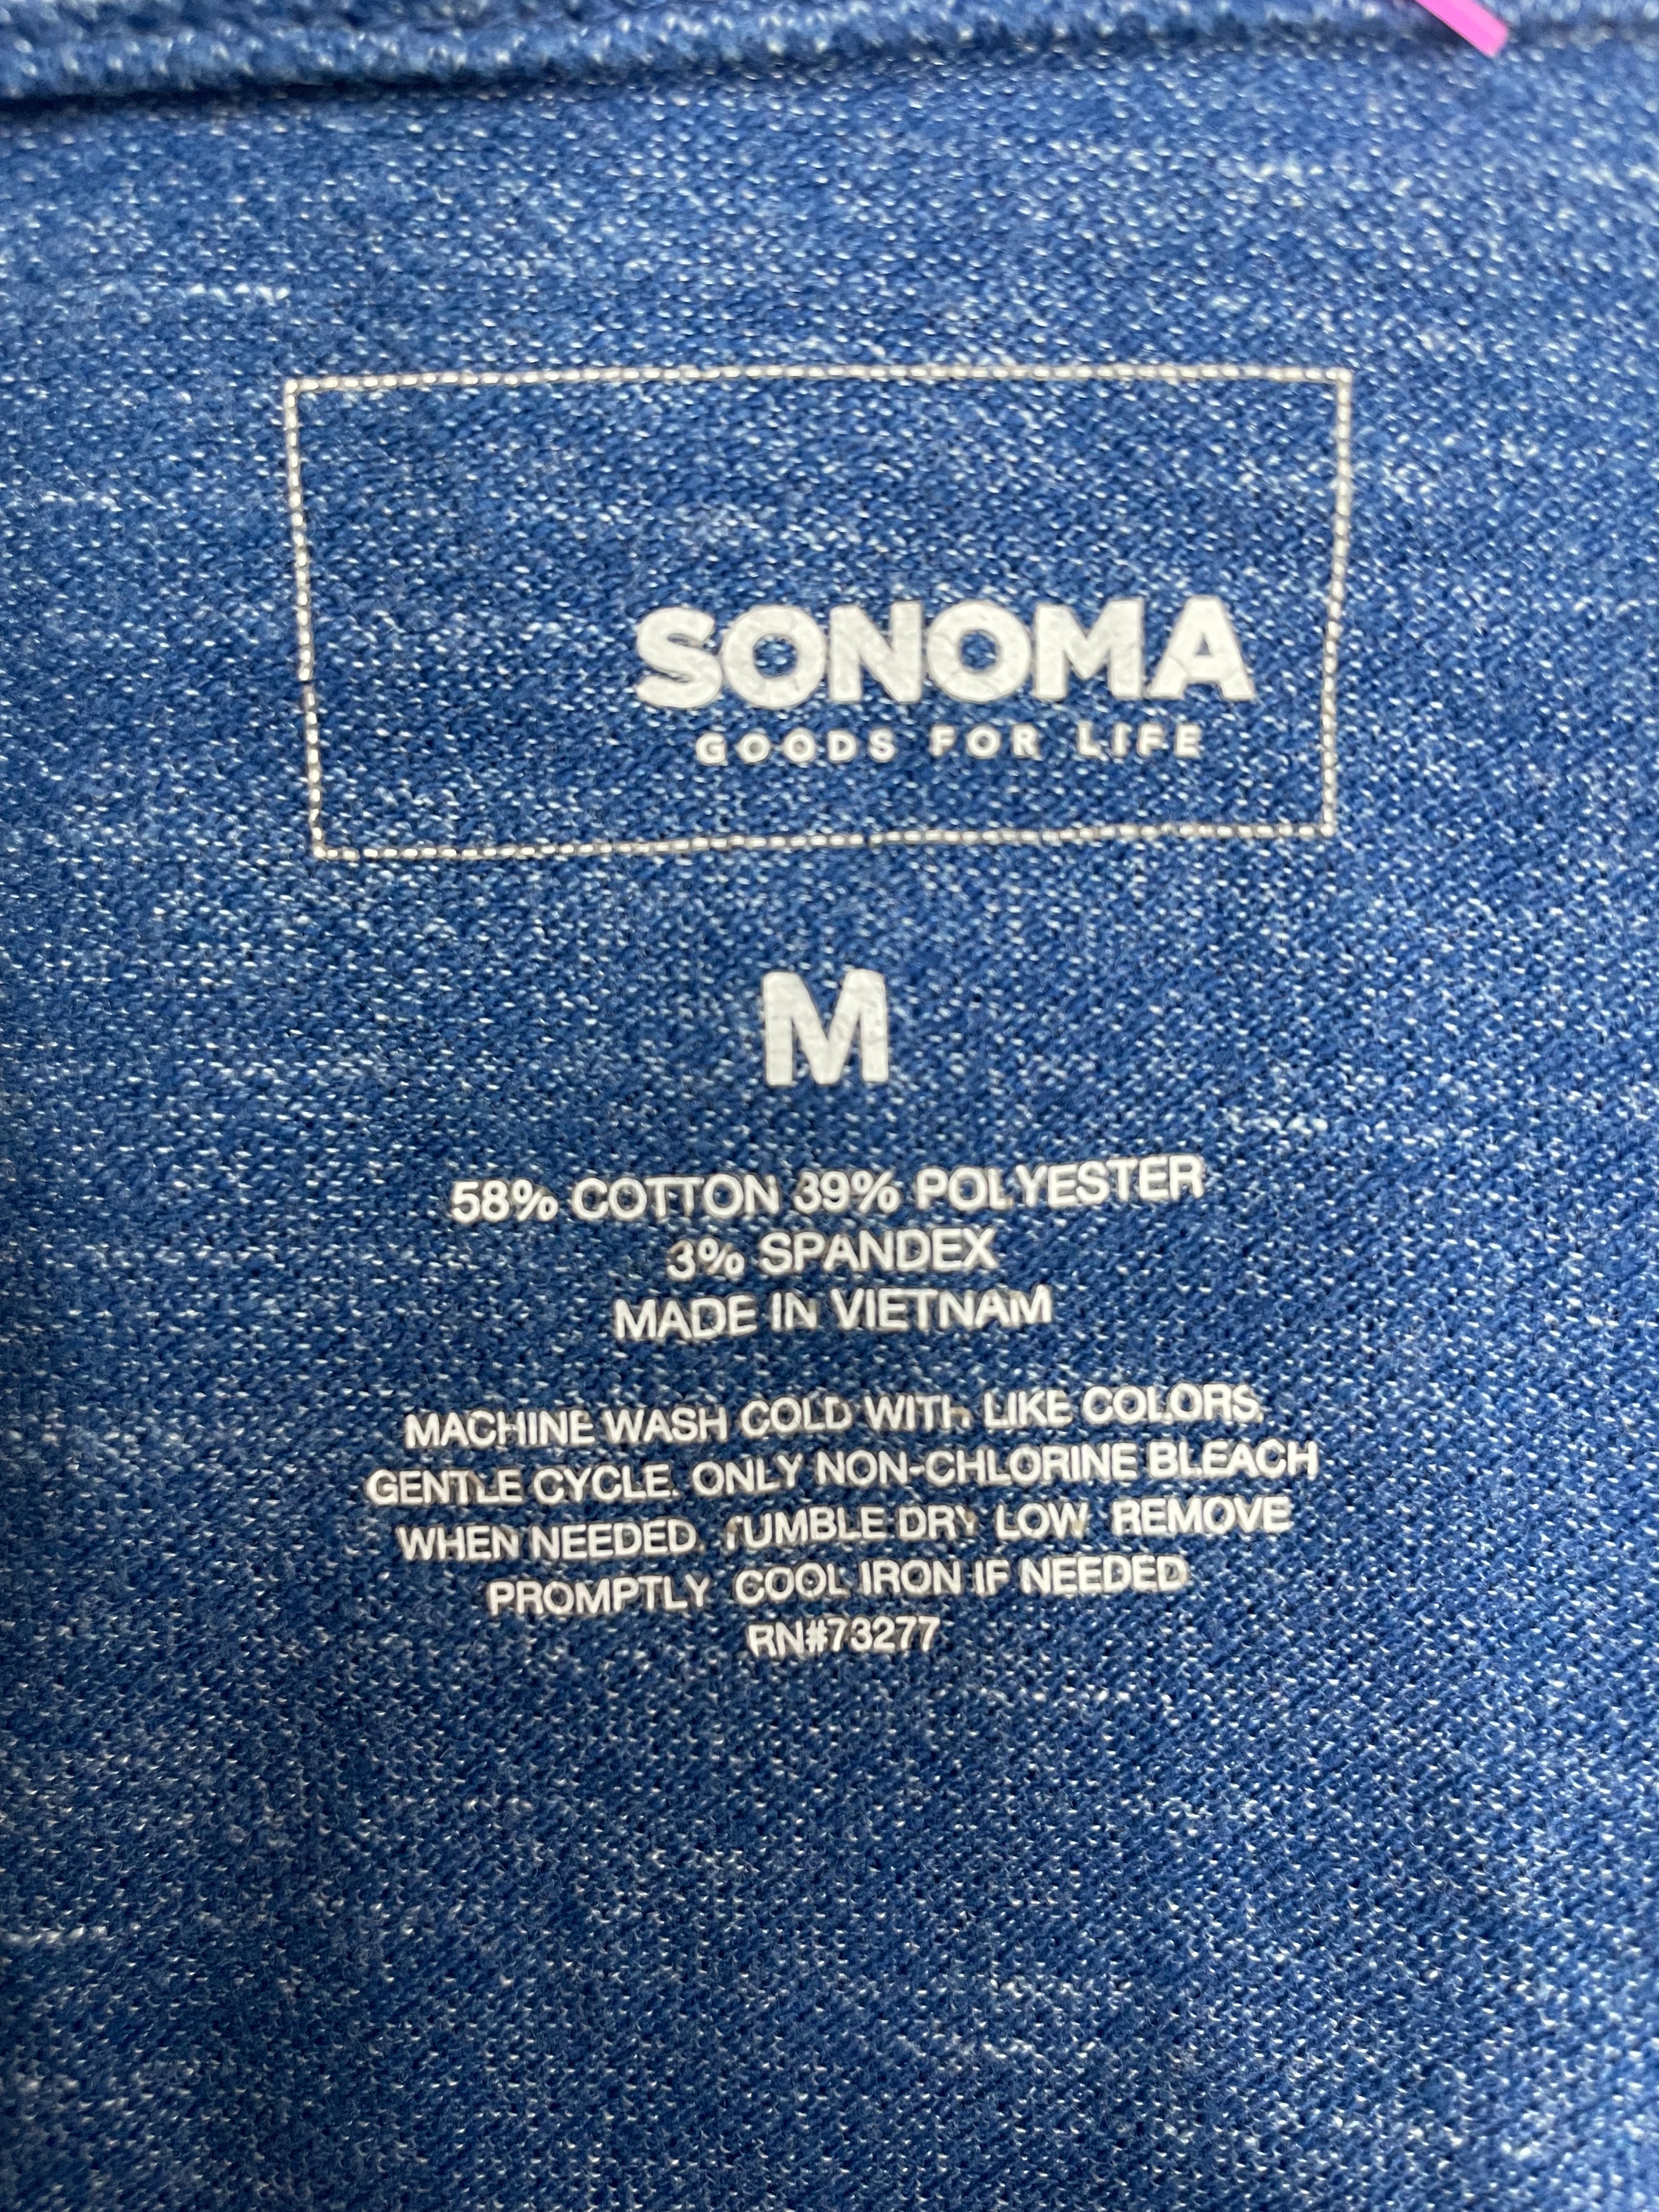 SONOMA
GOODS FOR LIFE
M
58% COTTON 39% POLYESTER
3% SPANDEX
MADE IN VIETNAM
MACHINE WASH COLD WITH LIKE COLORS,
GENTLE CYCLE. ONLY NON-CHLORINE BLEACH
WHEN NEEDED. TUMBLE DRY LOW. REMOVE
PROMPTLY. COOL IRON IF NEEDED
RN#73277